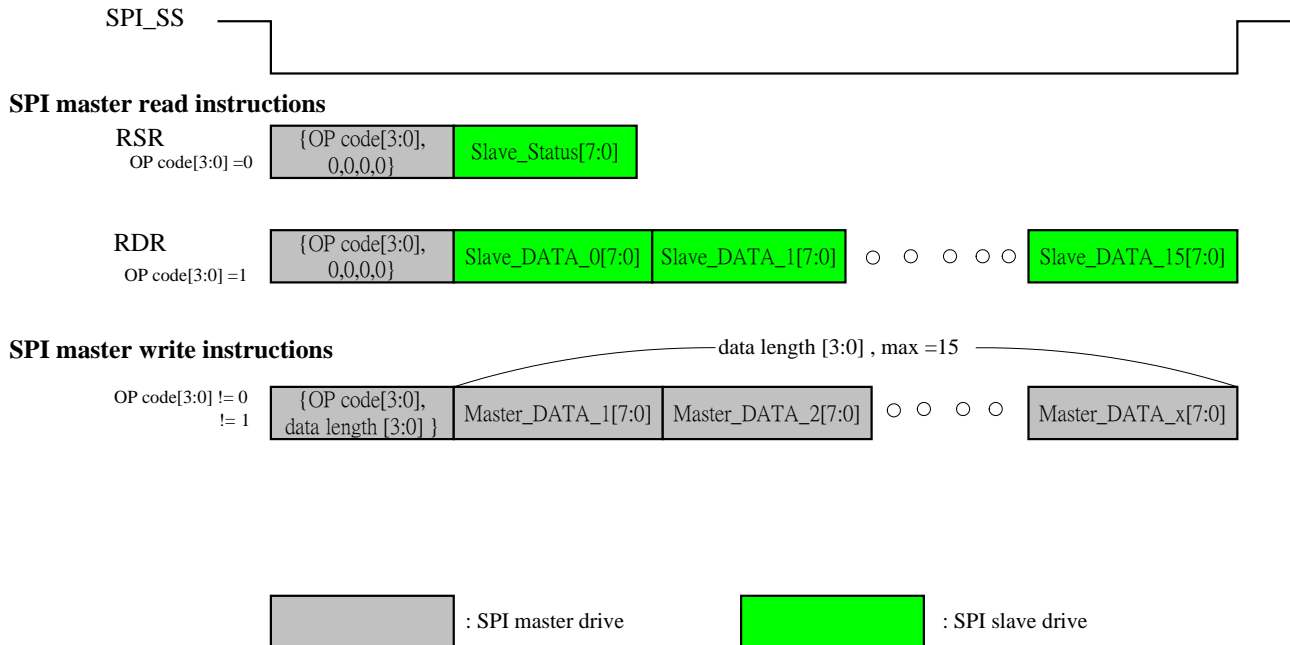 SPI_SS
SPI master read instructions
RSR
OP code[3:0] =0
{OP code[3:0],
0,0,0,0}
Slave_Status[7:0]
RDR
OP code[3:0] =1
{OP code[3:0],
0,0,0,0}
Slave_DATA_0[7:0]
Slave_DATA_1[7:0]
Slave_DATA_15[7:0]
SPI master write instructions
data length [3:0] , max =15
OP code[3:0] != 0
!= 1
{OP code[3:0],
data length [3:0] }
Master_DATA_1[7:0]
Master_DATA_2[7:0]
Master_DATA_x[7:0]
: SPI master drive
: SPI slave drive